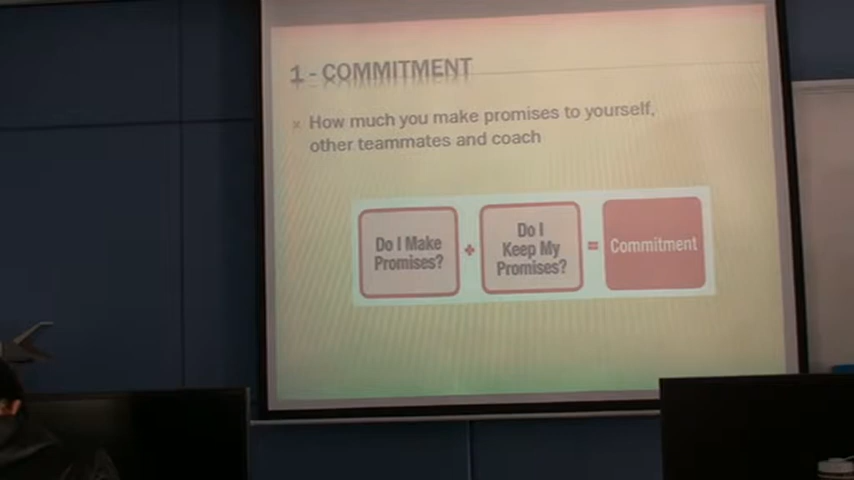 1 - COMMITMENT
How much you make promises to yourself,
other teammates and coach
Do I Make
Promises?
+
Do I
Keep My
Promises?
=
Commitment